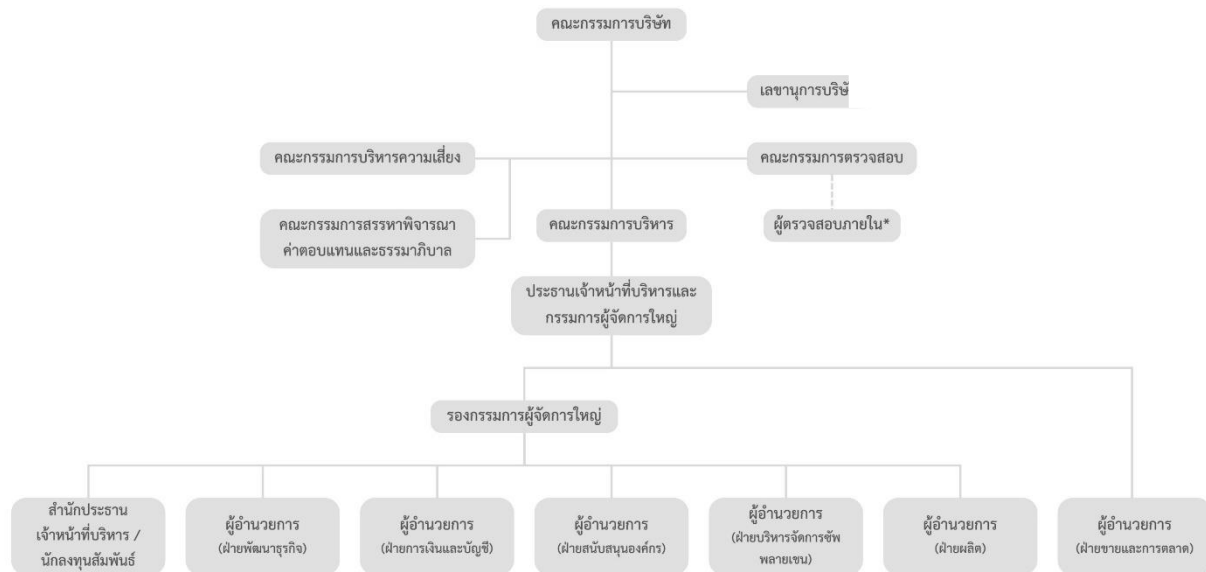 คณะกรรมการบริษัท
เลขานุการบริษั
คณะกรรมการบริหารความเสี่ยง
คณะกรรมการตรวจสอบ
คณะกรรมการสรรหาพิจารณา
ค่าตอบแทนและธรรมาภิบาล
คณะกรรมการบริหาร
ผู้ตรวจสอบภายใน*
ประธานเจ้าหน้าที่บริหารและ
กรรมการผู้จัดการใหญ่
รองกรรมการผู้จัดการใหญ่
สำนักประธาน
เจ้าหน้าที่บริหาร /
นักลงทุนสัมพันธ์
ผู้อำนวยการ
(ฝ่ายพัฒนาธุรกิจ)
ผู้อำนวยการ
(ฝ่ายการเงินและบัญชี)
ผู้อำนวยการ
(ฝ่ายสนับสนุนองค์กร)
ผู้อำนวยการ
(ฝ่ายบริหารจัดการซัพ
พลายเชน)
ผู้อำนวยการ
(ฝ่ายผลิต)
ผู้อำนวยการ
(ฝ่ายขายและการตลาด)